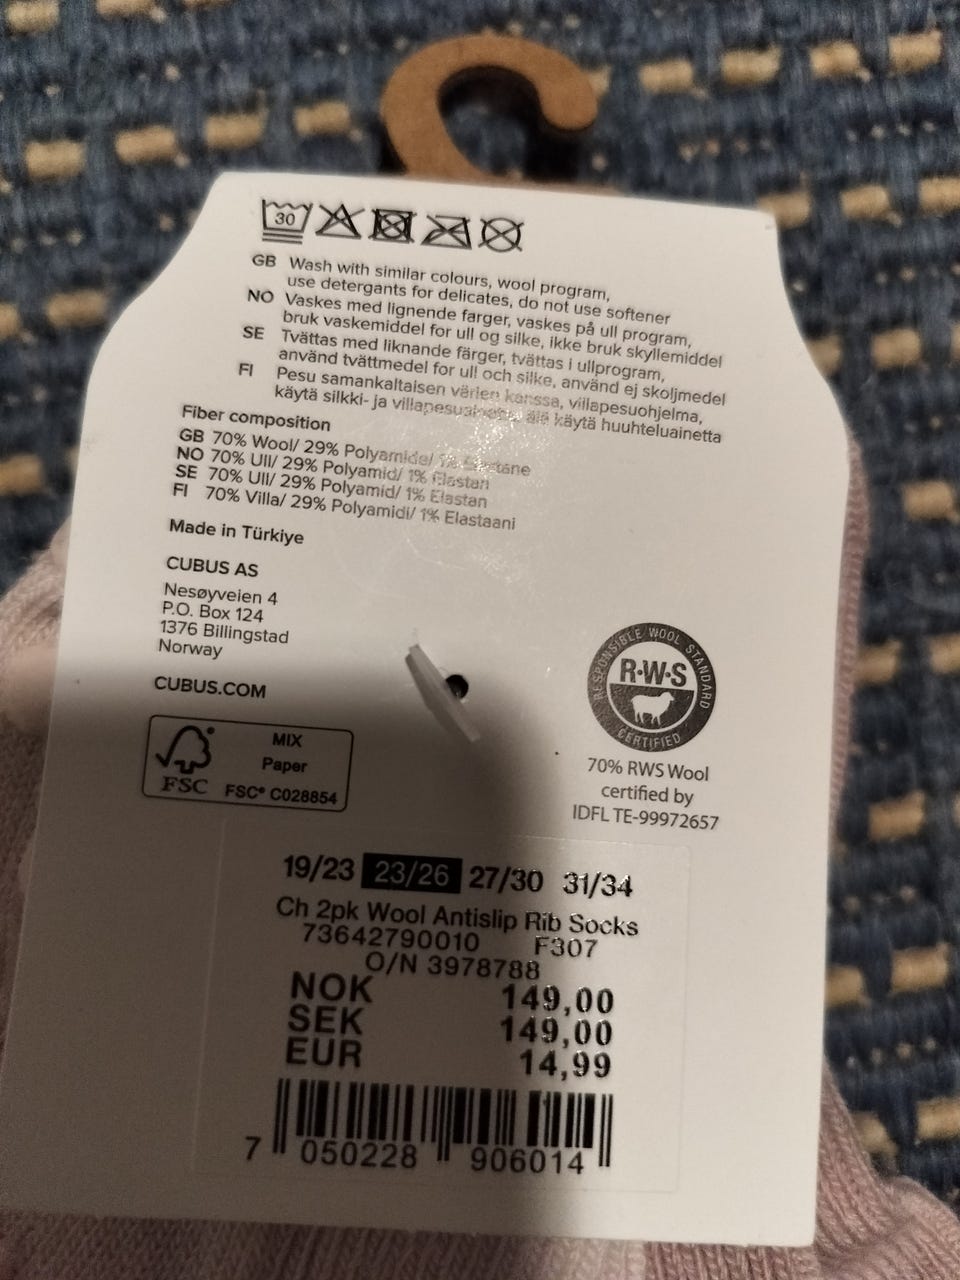 30
GB Wash with similar colours, wool program,
use detergants for delicates, do not use softener
NO Vaskes med lignende farger, vaskes på ull program,
bruk vaskemiddel for ull og silke, ikke bruk skyllemiddel
SE Tvättas med liknande färger, tvättas i ullprogram,
använd tvättmedel for ull och silke, använd ej skoljmedel
FI Pesu samankaltaisen värien kanssa, villapesuohjelma,
käytä silkki- ja älä käytä huuhteluainetta
Fiber composition
GB 70% Wool/ 29% Polyamide/ 1%
NO 70% Ull/ 29% Polyamid/ 1% Elastan
SE 70% Ull/ 29% Polyamid/ 1% Elastan
FI 70% Villa/ 29% Polyamidi/ 1% Elastaani
Made in Türkiye
CUBUS AS
Nesøyveien 4
P.O. Box 124
1376 Billingstad
Norway
CUBUS.COM
FSC
MIX
Paper
FSC® C028854
RESPONSIBLE WOOL STANDARD
R·W·S
CERTIFIED
70% RWS Wool
certified by
IDFL TE-99972657
19/23 23/26 27/30 31/34
Ch 2pk Wool Antislip Rib Socks
73642790010 F307
O/N 3978788
NOK 149,00
SEK 149,00
EUR 14,99
7 050228 906014